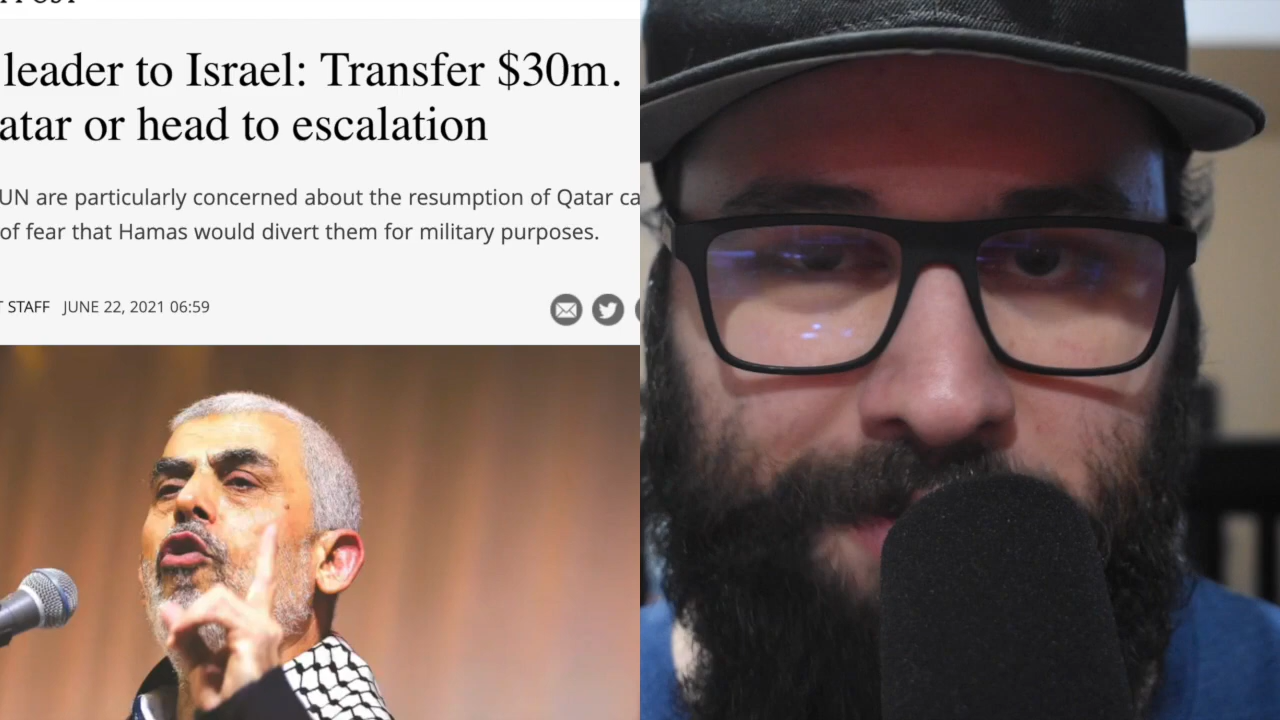 leader to Israel: Transfer $30m.
atar or head to escalation
UN are particularly concerned about the resumption of Qatar ca
of fear that Hamas would divert them for military purposes.
T STAFF JUNE 22, 2021 06:59